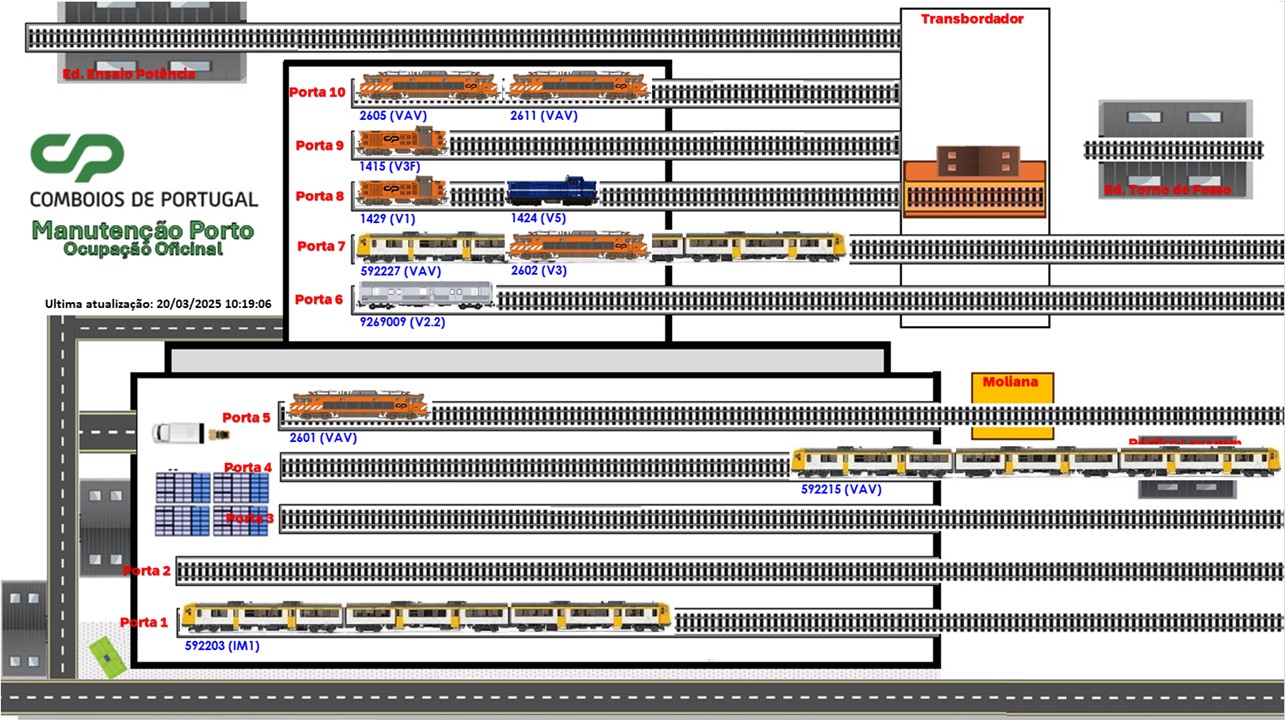 Transbordador
Ed. Ensaio Potência
Porta 10
2605 (VAV)
2611 (VAV)
Porta 9
1415 (V3F)
Ed. Torno de Fosso
Porta 8
1429 (V1)
1424 (V5)
CP
COMBOIOS DE PORTUGAL
Manutenção Porto
Ocupação Oficinal
Porta 7
592227 (VAV)
2602 (V3)
Porta 6
9269009 (V2.2)
Ultima atualização: 20/03/2025 10:19:06
Moliana
Porta 5
2601 (VAV)
Porta 4
592215 (VAV)
Porta 3
Porta 2
Porta 1
592203 (IM1)